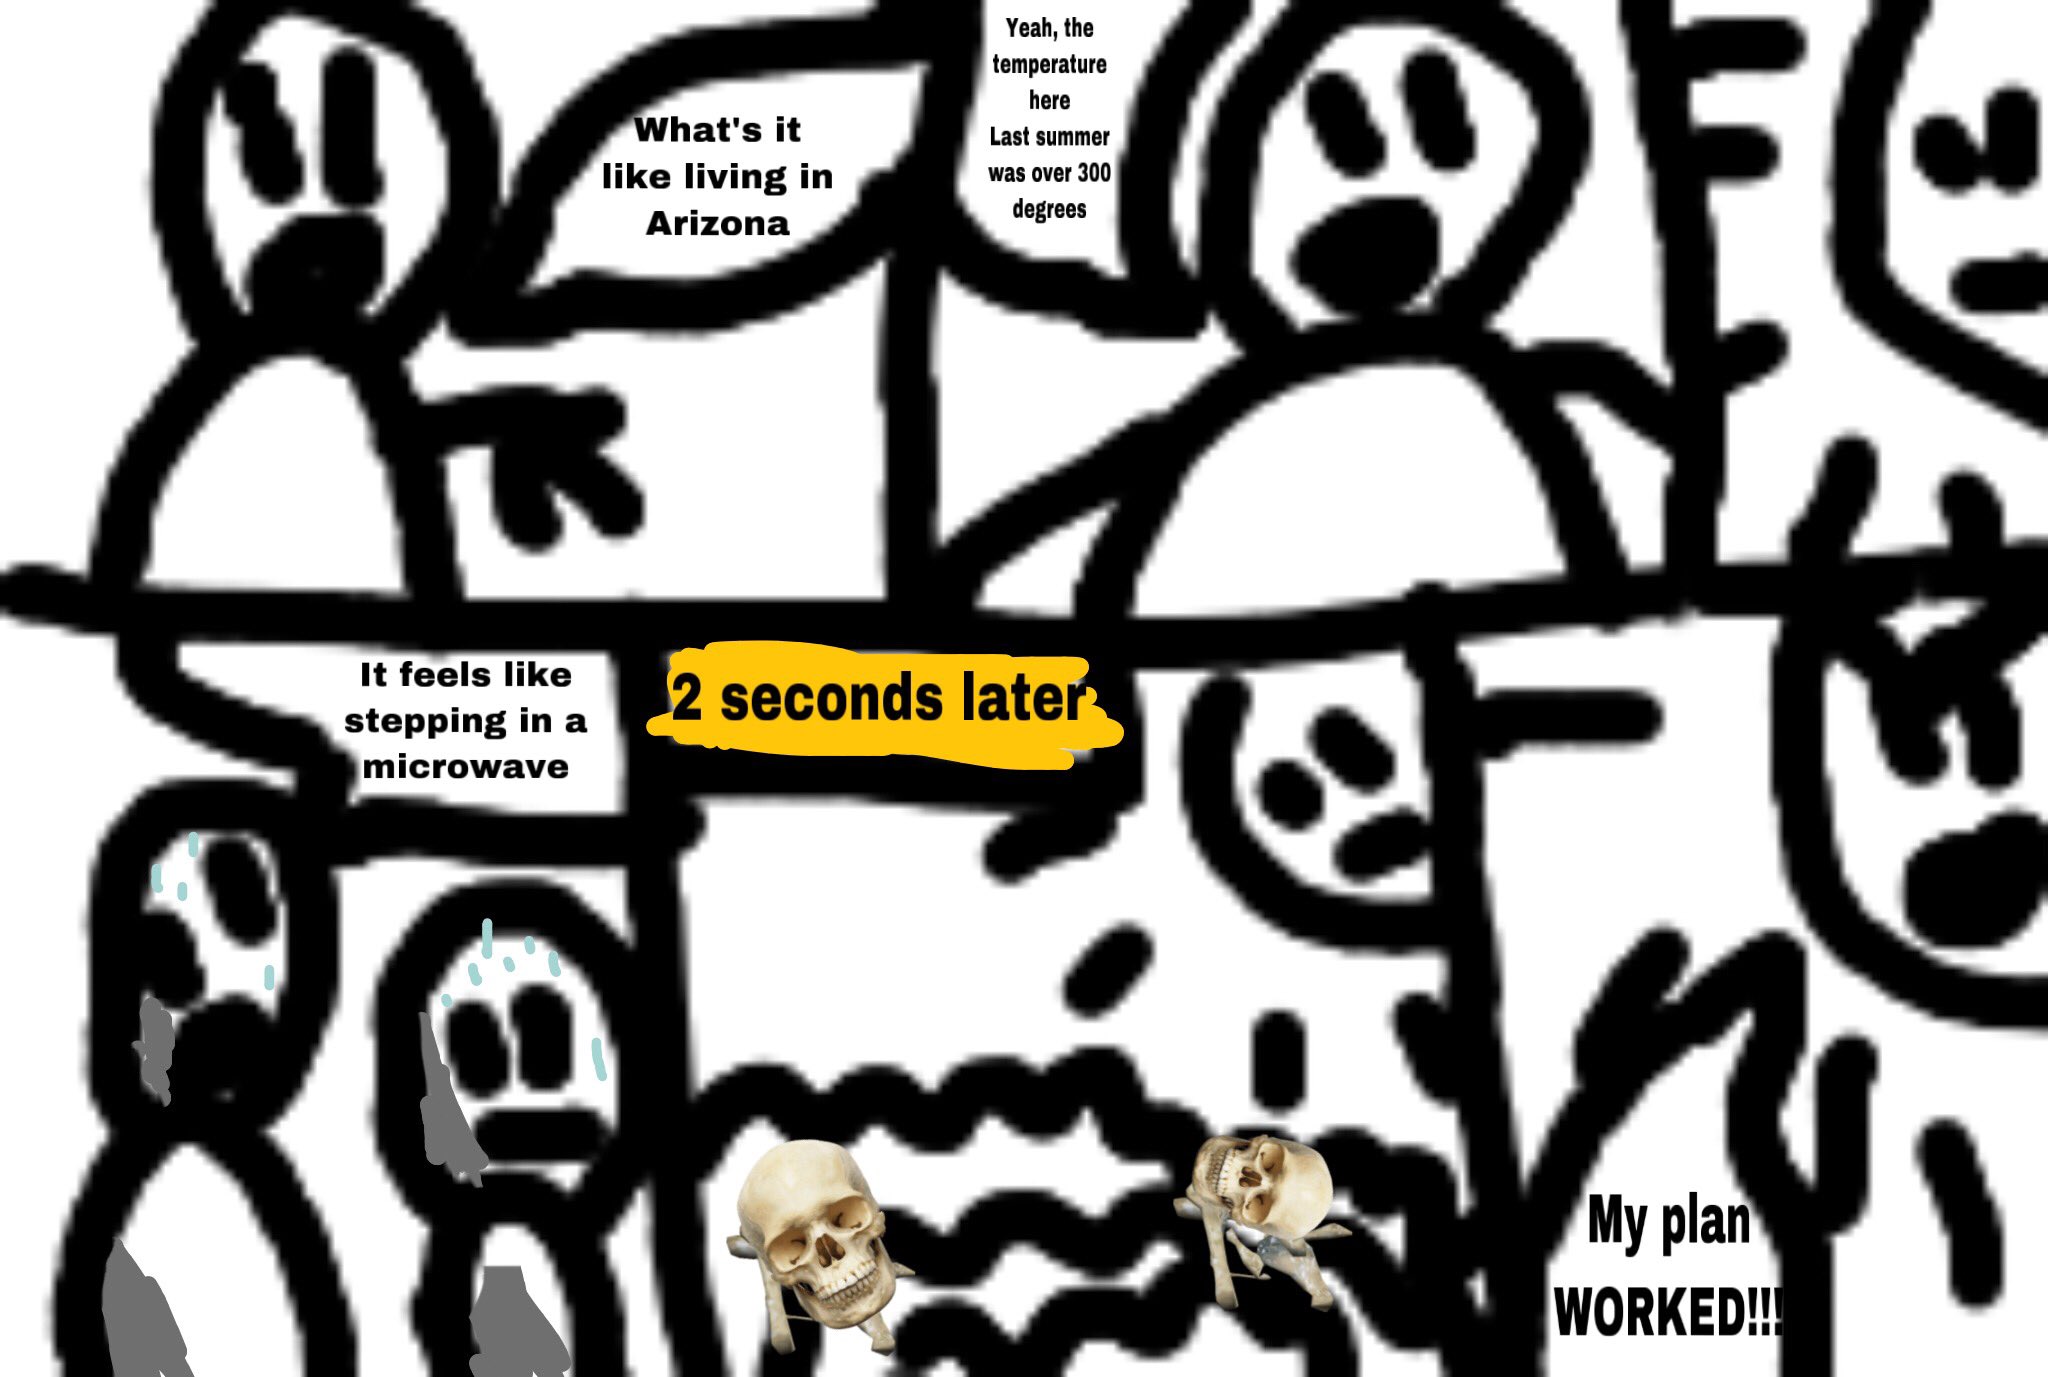 What's it
like living in
Arizona
Yeah, the
temperature
here
Last summer
was over 300
degrees
It feels like
stepping in a
microwave
2 seconds later
My plan
WORKED!!!